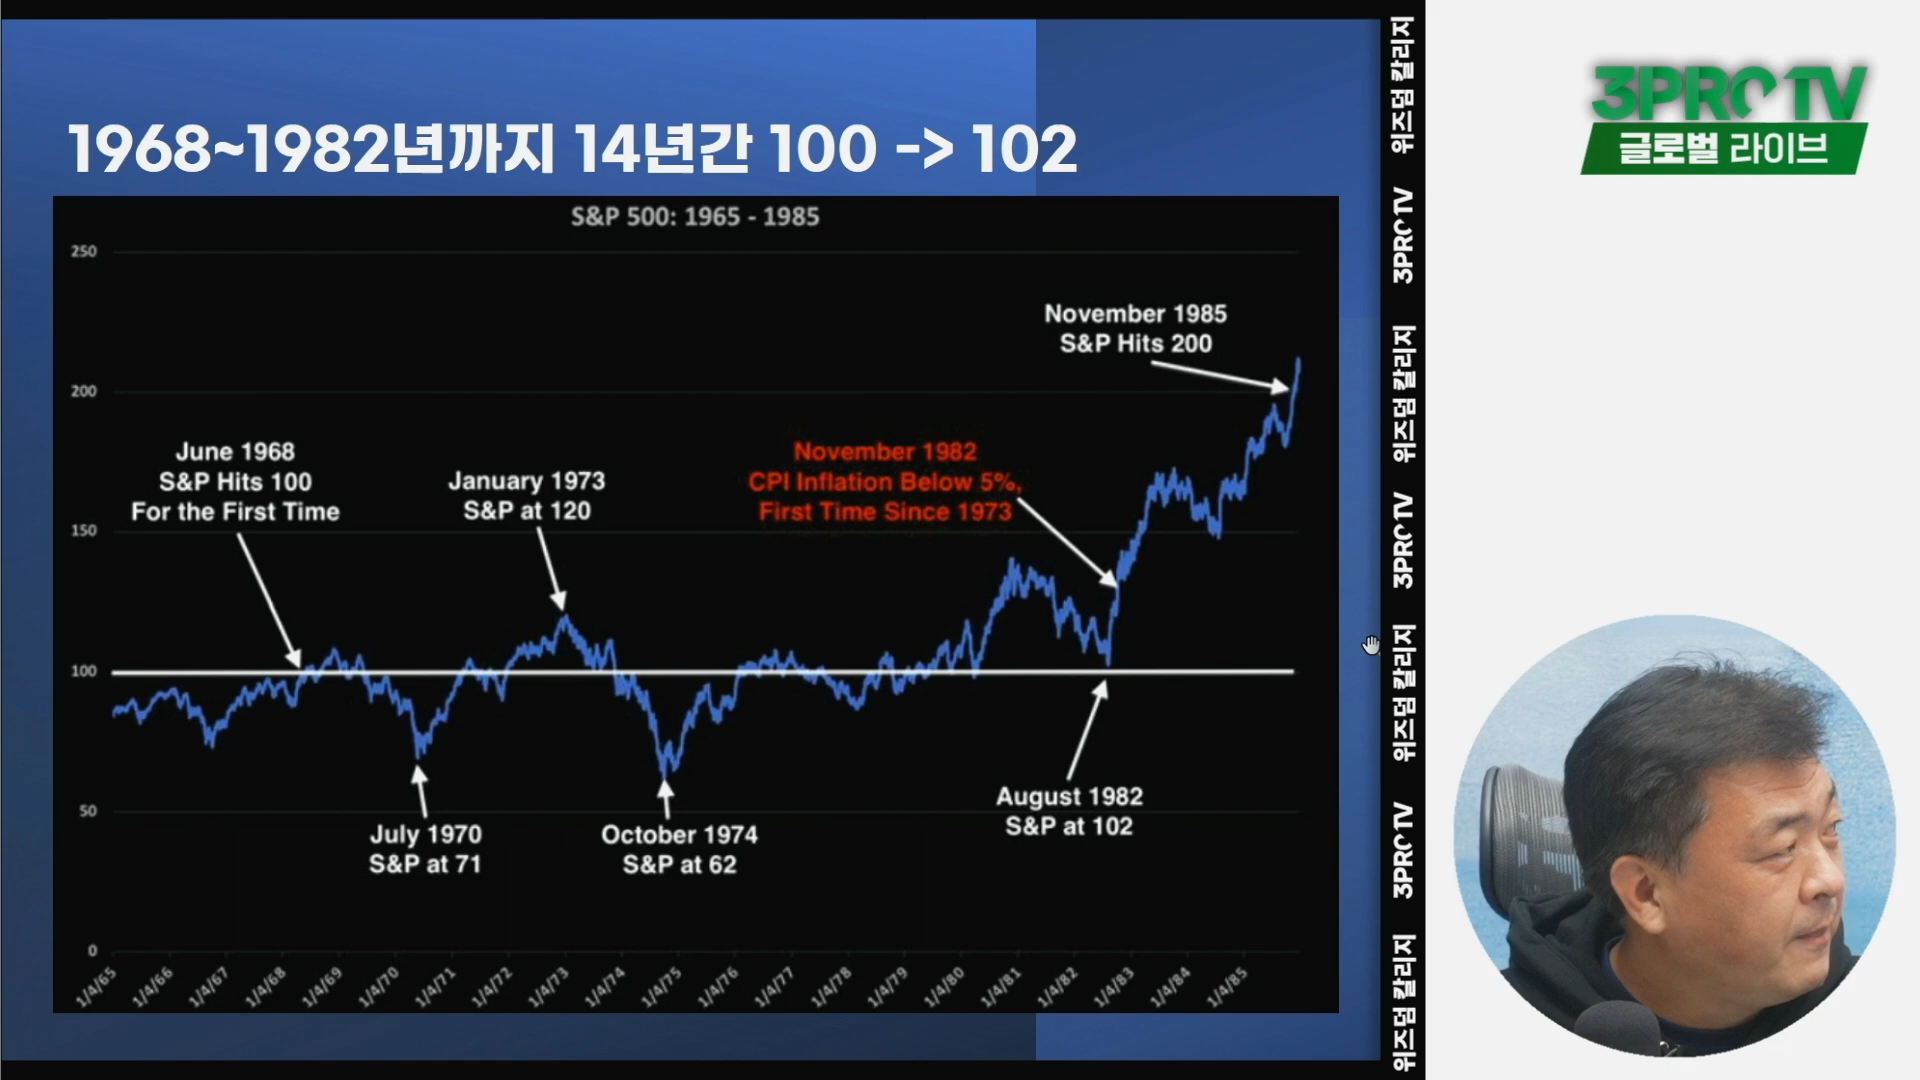 1968~1982년까지 14년간 100 -> 102
S&P 500: 1965 - 1985
250
200
150
100
50
0
June 1968
S&P Hits 100
For the First Time
January 1973
S&P at 120
November 1982
CPI Inflation Below 5%,
First Time Since 1973
November 1985
S&P Hits 200
July 1970
S&P at 71
October 1974
S&P at 62
August 1982
S&P at 102
1/4/65
1/4/66
1/4/67
1/4/68
1/4/69
1/4/70
1/4/71
1/4/72
1/4/73
1/4/74
1/4/75
1/4/76
1/4/77
1/4/78
1/4/79
1/4/80
1/4/81
1/4/82
1/4/83
1/4/84
1/4/85
위즈덤 칼리지
3PROTV
위즈덤 칼리지
3PROTV
위즈덤 칼리지
3PROTV
위즈덤 칼리지
3PROTV
글로벌 라이브